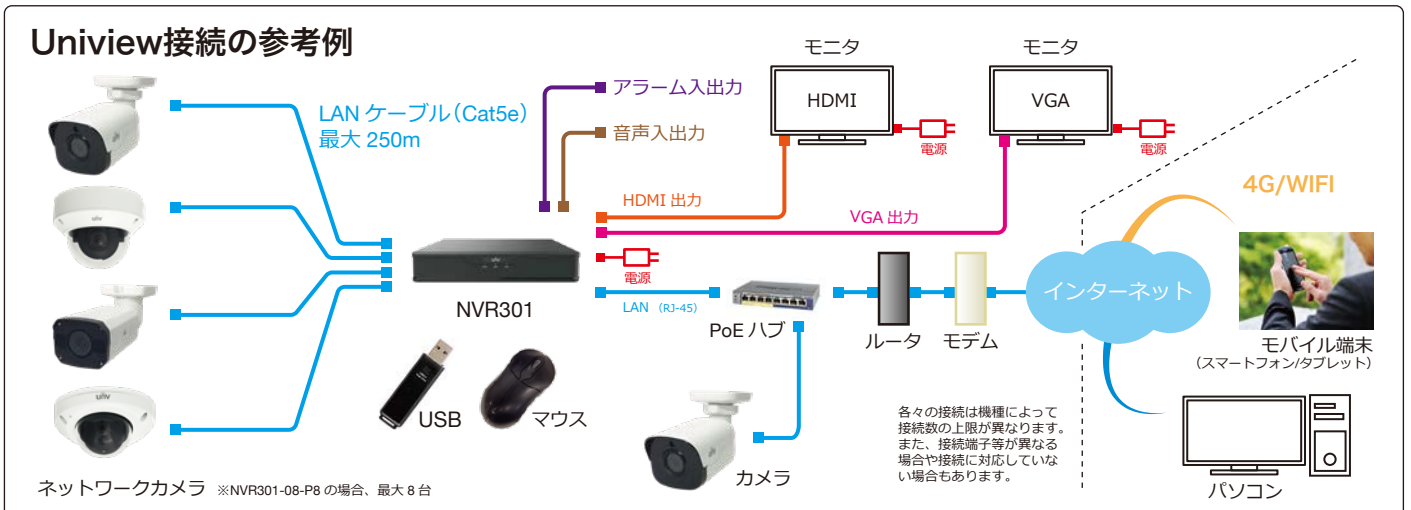 Uniview接続の参考例
LAN ケーブル（Cat5e）
最大 250m
アラーム入出力
音声入出力
モニタ
HDMI
電源
モニタ
VGA
電源
HDMI 出力
VGA 出力
4G/WIFI
univ
NVR301
電源
LAN （RJ-45）
PoE ハブ
ルータ
モデム
インターネット
モバイル端末
（スマートフォン/タブレット）
USB
マウス
カメラ
各々の接続は機種によって
接続数の上限が異なります。
また、接続端子等が異なる
場合や接続に対応していな
い場合もあります。
パソコン
ネットワークカメラ ※NVR301-08-P8 の場合、最大 8 台